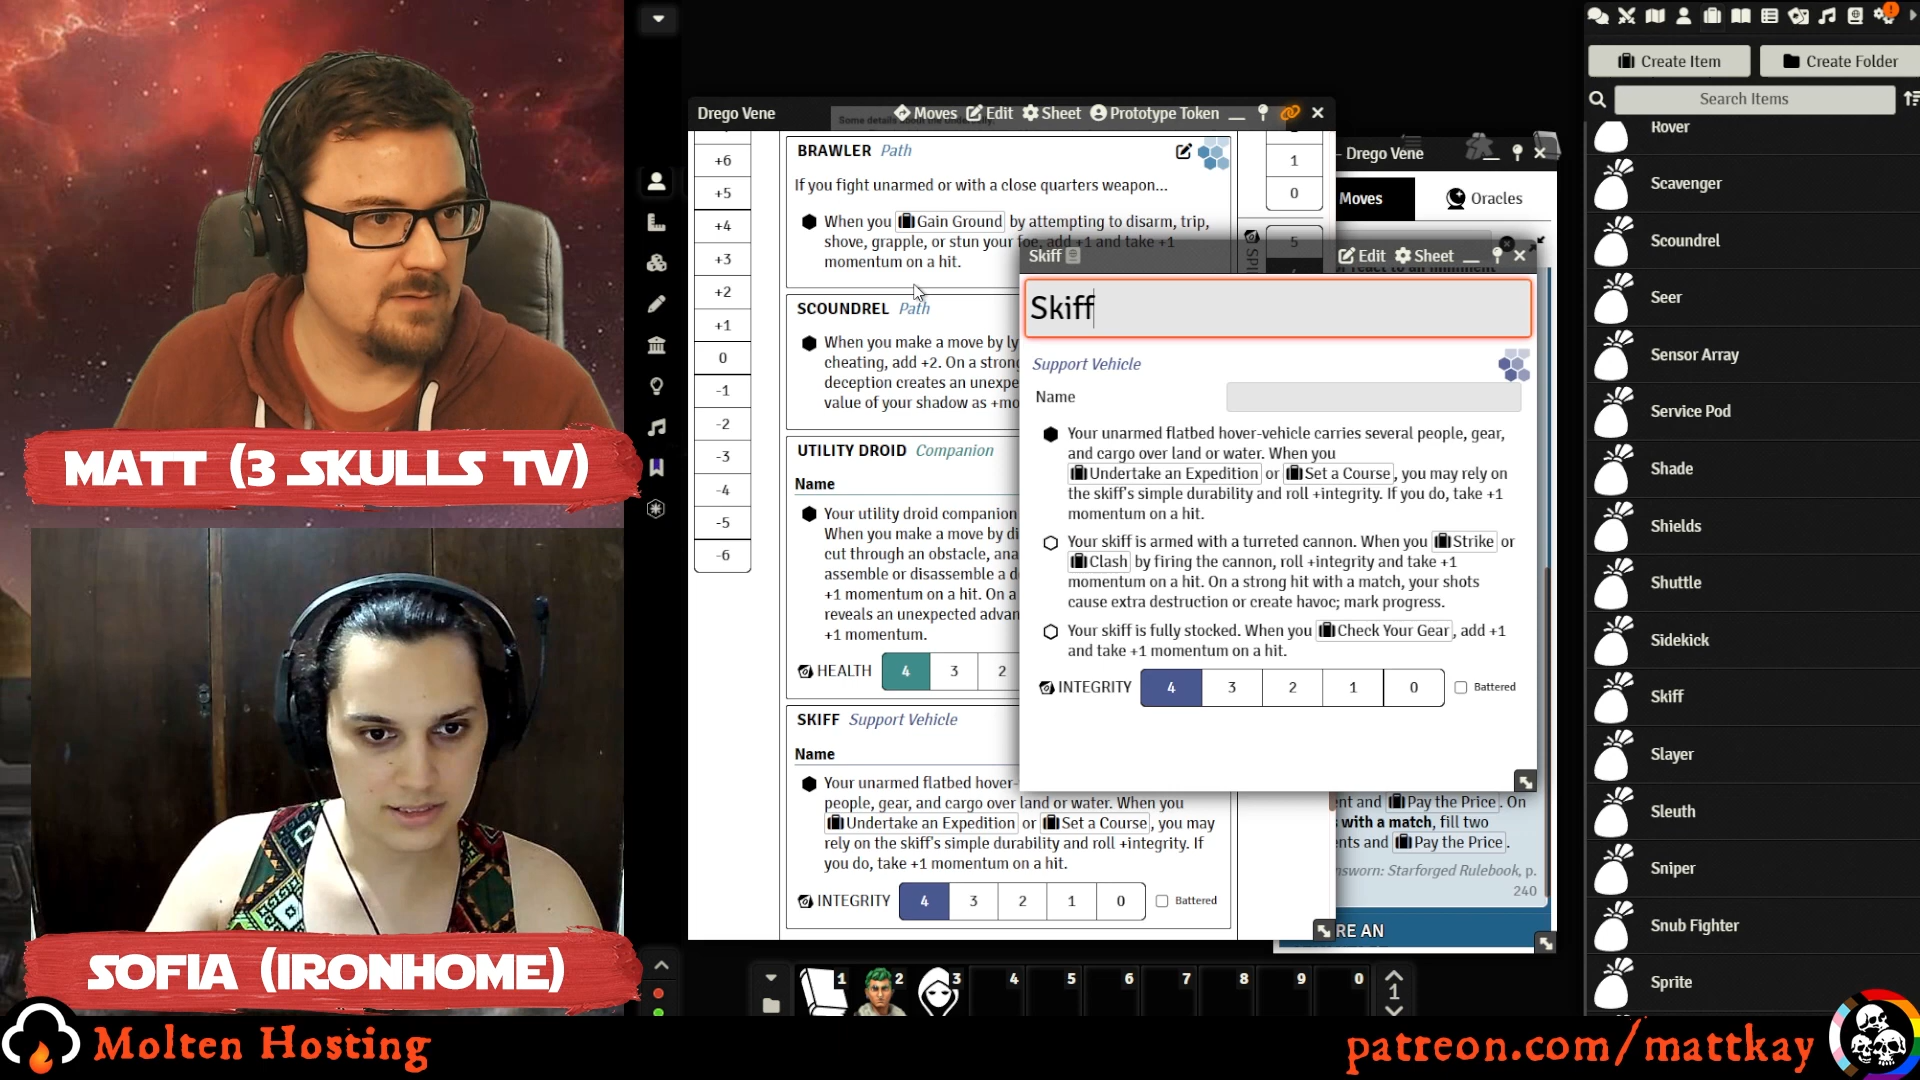 MATT (3 SKULLS TV)
SOFIA (IRONHOME)
Molten Hosting
patreon.com/mattkay
Drego Vene
Moves
Edit
Sheet
Prototype Token
+6
+5
+4
+3
+2
+1
0
-1
-2
-3
-4
-5
-6
BRAWLER Path
If you fight unarmed or with a close quarters weapon...
When you Gain Ground by attempting to disarm, trip,
shove, grapple, or stun your foe, add +1 and take +1
momentum on a hit.
SCOUNDREL Path
When you make a move by ly
cheating, add +2. On a strong
deception creates an unexpe
value of your shadow as +mo
UTILITY DROID Companion
Name
Your utility droid companion
When you make a move by di
cut through an obstacle, ana
assemble or disassemble a d
+1 momentum on a hit. On a
reveals an unexpected advan
+1 momentum.
HEALTH 4 3 2
SKIFF Support Vehicle
Name
Your unarmed flatbed hover-
people, gear, and cargo over land or water. When you
Undertake an Expedition or Set a Course, you may
rely on the skiff's simple durability and roll +integrity. If
you do, take +1 momentum on a hit.
INTEGRITY 4 3 2 1 0 Battered
1
0
5
SPI
Skiff
Edit
Sheet
Skiff
Support Vehicle
Name
Your unarmed flatbed hover-vehicle carries several people, gear,
and cargo over land or water. When you
Undertake an Expedition or Set a Course, you may rely on
the skiff's simple durability and roll +integrity. If you do, take +1
momentum on a hit.
Your skiff is armed with a turreted cannon. When you Strike or
Clash by firing the cannon, roll +integrity and take +1
momentum on a hit. On a strong hit with a match, your shots
cause extra destruction or create havoc; mark progress.
Your skiff is fully stocked. When you Check Your Gear, add +1
and take +1 momentum on a hit.
INTEGRITY 4 3 2 1 0 Battered
- Drego Vene
Moves
Oracles
ent and Pay the Price. On
with a match, fill two
nts and Pay the Price.
nsworn: Starforged Rulebook, p.
240
RE AN
1 2 3 4 5 6 7 8 9 0
1
Create Item
Create Folder
Search Items
Rover
Scavenger
Scoundrel
Seer
Sensor Array
Service Pod
Shade
Shields
Shuttle
Sidekick
Skiff
Slayer
Sleuth
Sniper
Snub Fighter
Sprite